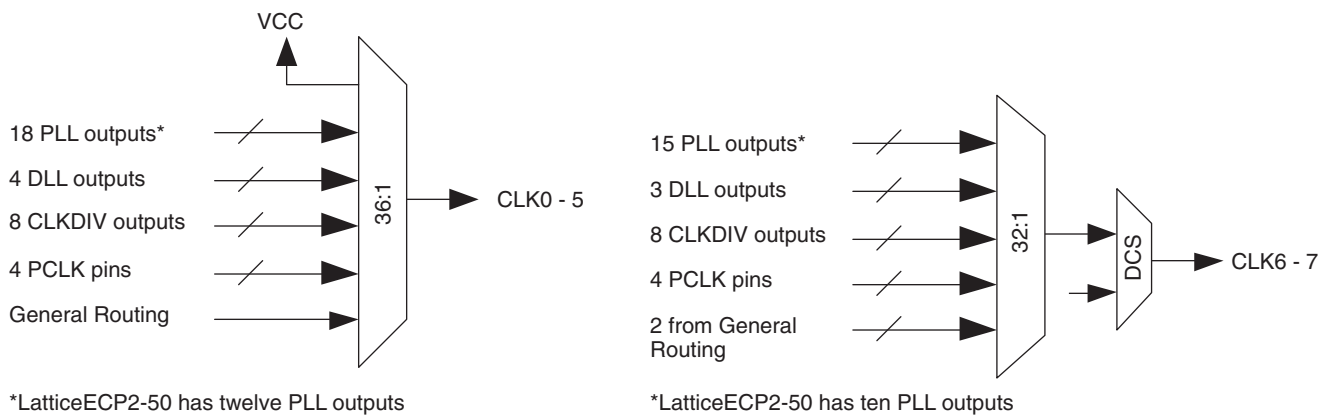 VCC
18 PLL outputs*
4 DLL outputs
8 CLKDIV outputs
4 PCLK pins
General Routing
36:1
CLK0 - 5
*LatticeECP2-50 has twelve PLL outputs
15 PLL outputs*
3 DLL outputs
8 CLKDIV outputs
4 PCLK pins
2 from General
Routing
32:1
DCS
CLK6 - 7
*LatticeECP2-50 has ten PLL outputs